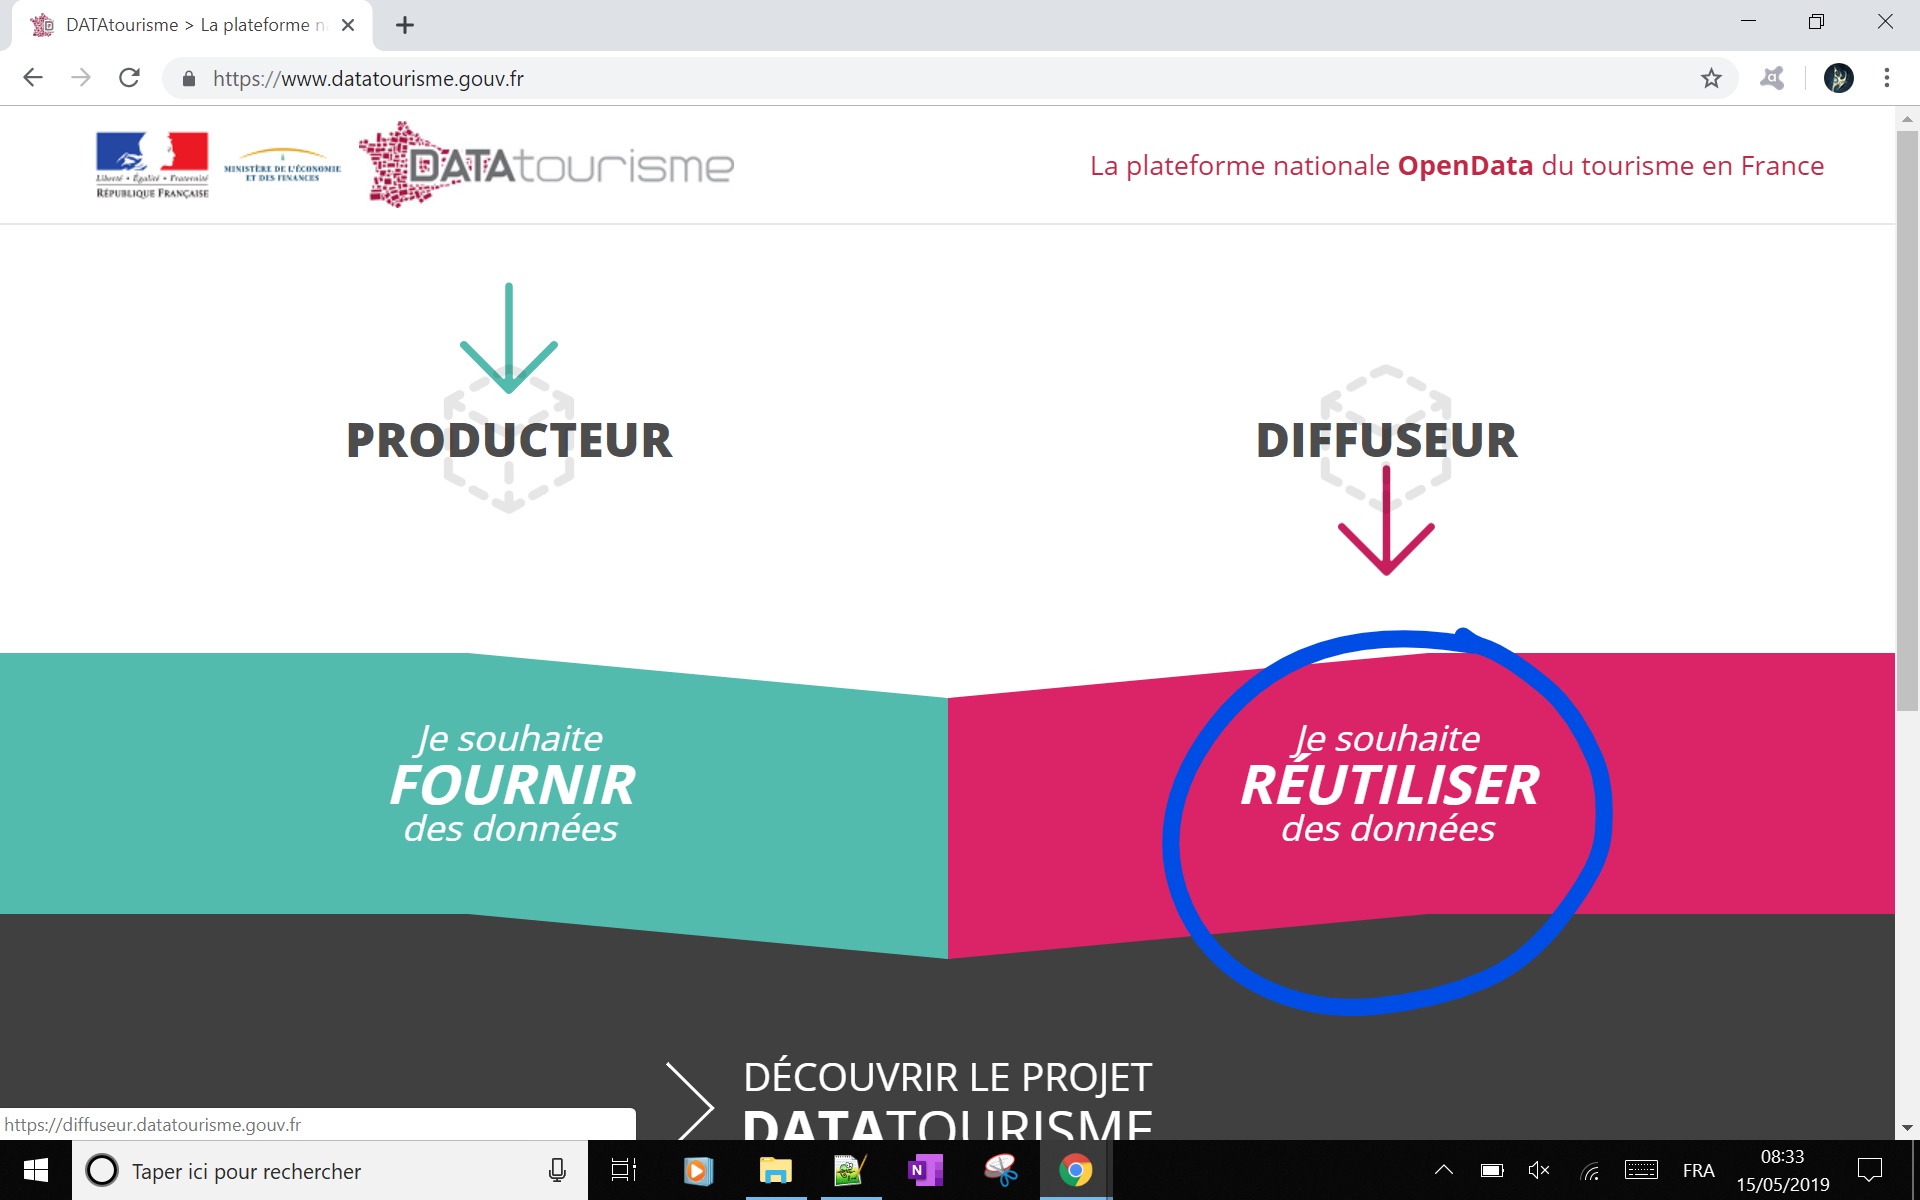 DATAtourisme > La plateforme n
https://www.datatourisme.gouv.fr
Liberté • Égalité • Fraternité
RÉPUBLIQUE FRANÇAISE
MINISTÈRE DE L'ÉCONOMIE
ET DES FINANCES
DATAtourisme
La plateforme nationale OpenData du tourisme en France
PRODUCTEUR
DIFFUSEUR
Je souhaite
FOURNIR
des données
Je souhaite
RÉUTILISER
des données
DÉCOUVRIR LE PROJET
DATATOURISME
https://diffuseur.datatourisme.gouv.fr
Taper ici pour rechercher
N
FRA
08:33
15/05/2019